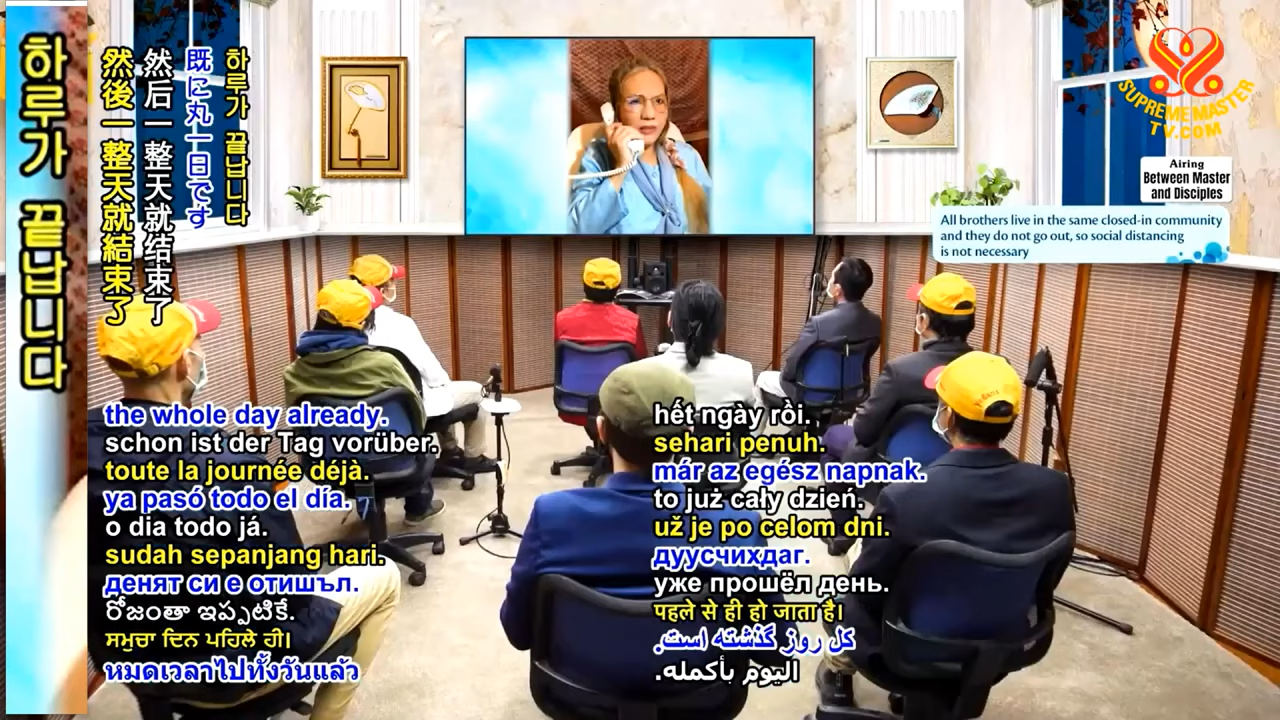 하루가 끝납니다
하루가 끝납니다
既に丸一日です
然后一整天就结束了
然後一整天就結束了
SUPREME MASTER
TV.COM
Airing
Between Master
and Disciples
All brothers live in the same closed-in community
and they do not go out, so social distancing
is not necessary
the whole day already.
schon ist der Tag vorüber.
toute la journée déjà.
ya pasó todo el día.
o dia todo já.
sudah sepanjang hari.
денят си е отишъл.
రోజంతా ఇప్పటికే.
ਸਮੁਚਾ ਦਿਨ ਪਹਿਲੇ ਹੀ।
หมดเวลาไปทั้งวันแล้ว
hết ngày rồi.
sehari penuh.
már az egész napnak.
to już cały dzień.
už je po celom dni.
дуусчихдаг.
уже прошёл день.
पहले से ही हो जाता है।
کل روز گذشته است.
اليوم بأكمله.